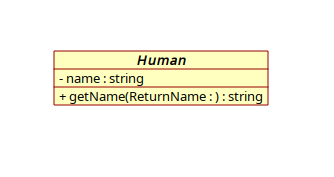 Human
- name : string
+ getName(ReturnName : ) : string